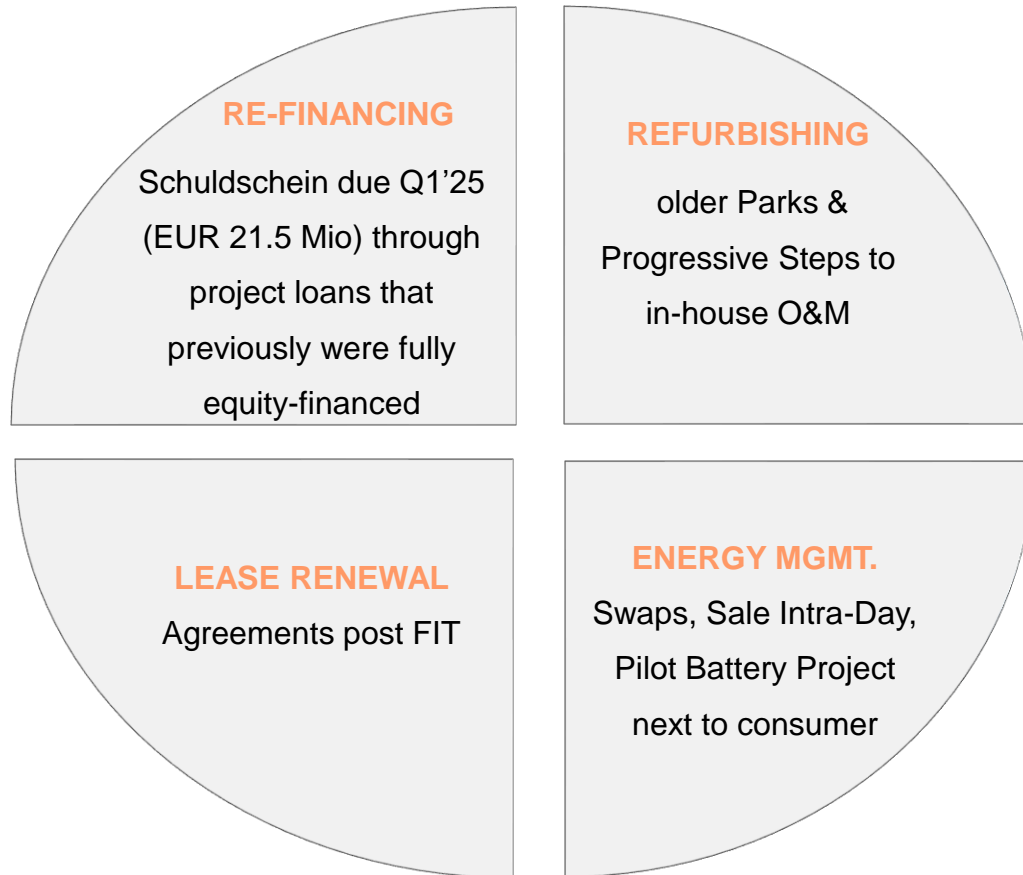 RE-FINANCING
Schuldschein due Q1’25
(EUR 21.5 Mio) through
project loans that
previously were fully
equity-financed
REFURBISHING
older Parks &
Progressive Steps to
in-house O&M
LEASE RENEWAL
Agreements post FIT
ENERGY MGMT.
Swaps, Sale Intra-Day,
Pilot Battery Project
next to consumer